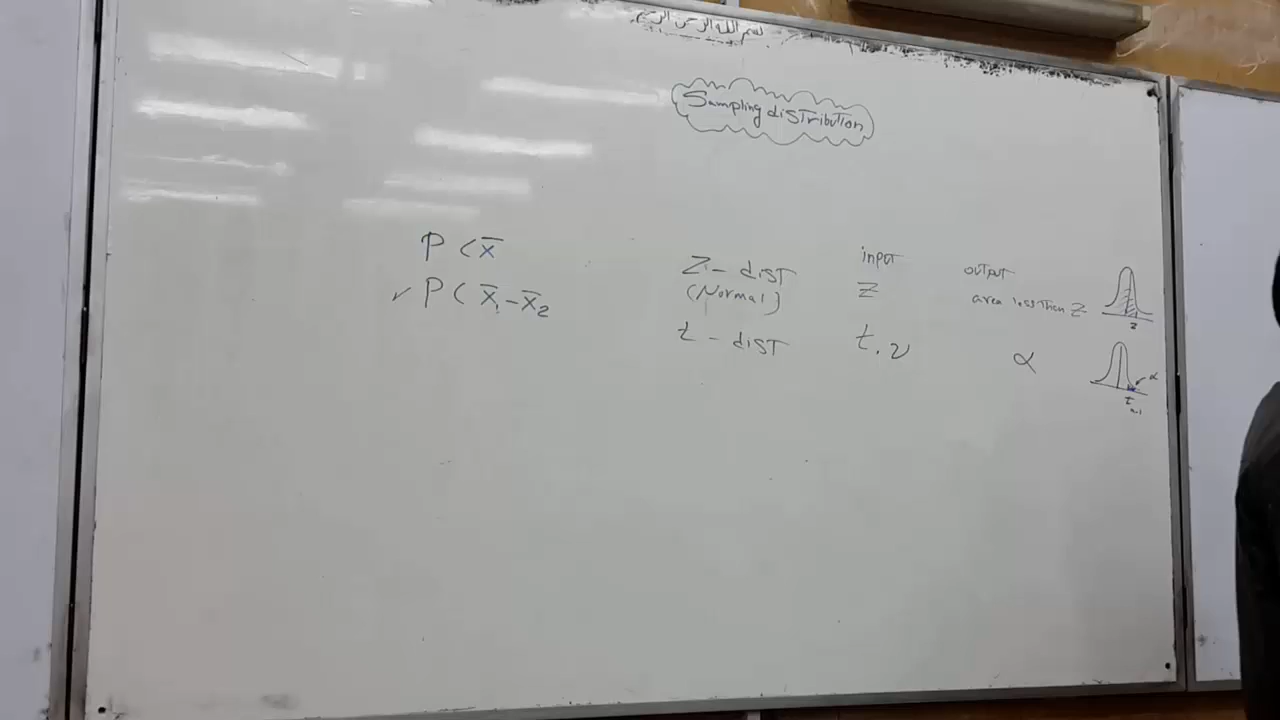 بسم الله الرحمن الرحيم
Sampling distribution
P < x̄
✓ P ( x̄₁ - x̄₂
input output
Z - dist Z area less than Z
(Normal)
Z
t - dist t, ν α
α
t